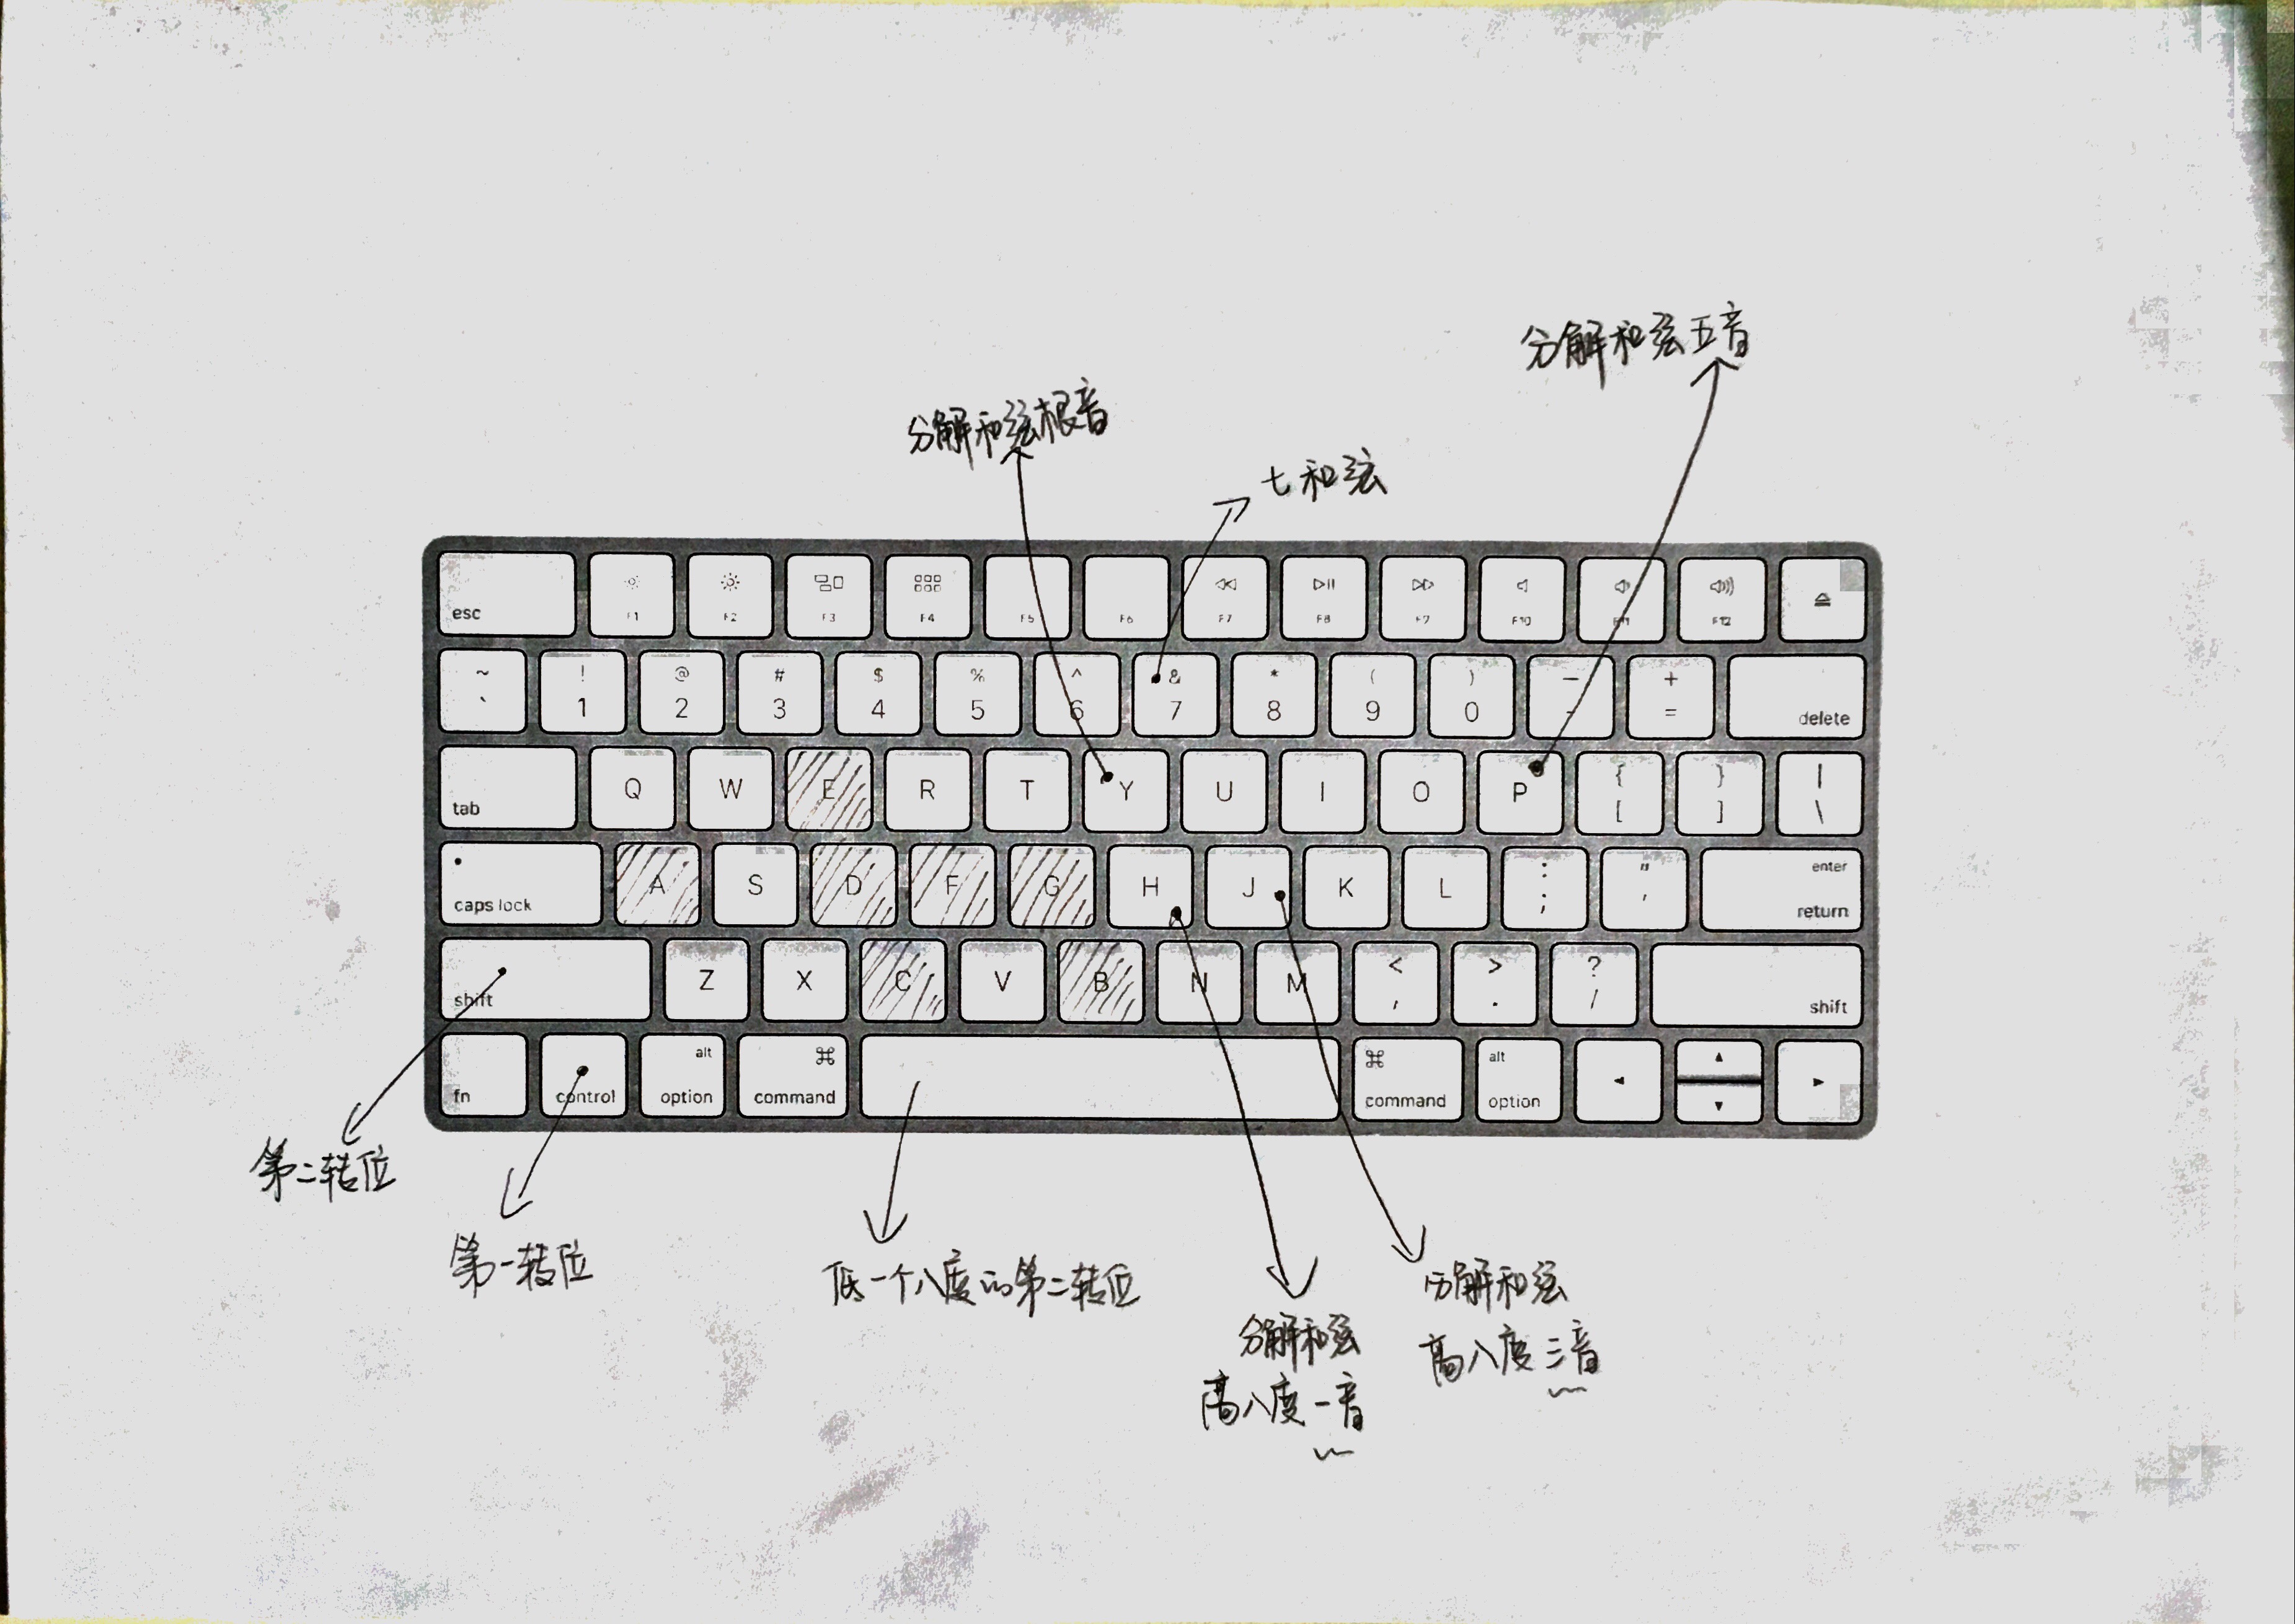 分解和弦五音
分解和弦根音
七和弦
esc F1 F2 F3 F4 F5 F6 F7 F8 F9 F10 F11 F12
~ ! @ # $ % ^ & * ( ) — +
` 1 2 3 4 5 6 7 8 9 0 - = delete
tab Q W E R T Y U I O P { } |
[ ] \
caps lock A S D F G H J K L : " enter
; ' return
shift Z X C V B N M < > ? shift
, . /
alt ⌘ ⌘ alt
fn control option command command option
第二转位
第一转位
低一个八度的第二转位
分解和弦
高八度一音
分解和弦
高八度三音